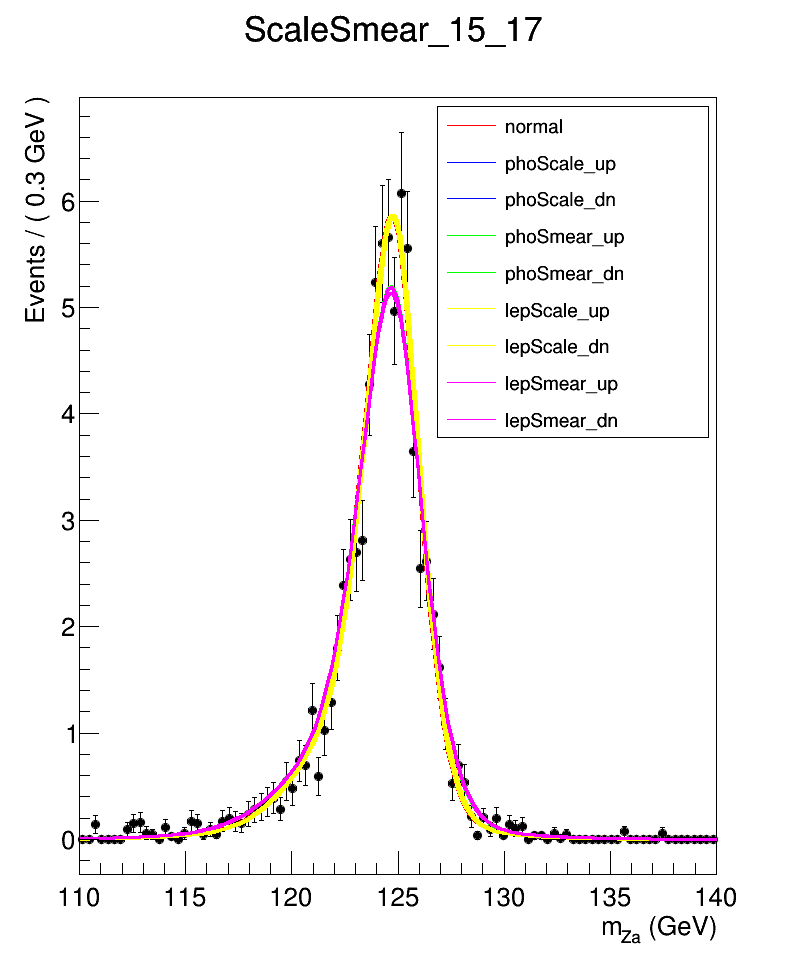 ScaleSmear_15_17
Events / ( 0.3 GeV )
normal
phoScale_up
phoScale_dn
phoSmear_up
phoSmear_dn
lepScale_up
lepScale_dn
lepSmear_up
lepSmear_dn
6
5
4
3
2
1
0
110 115 120 125 130 135 140
m_Za (GeV)